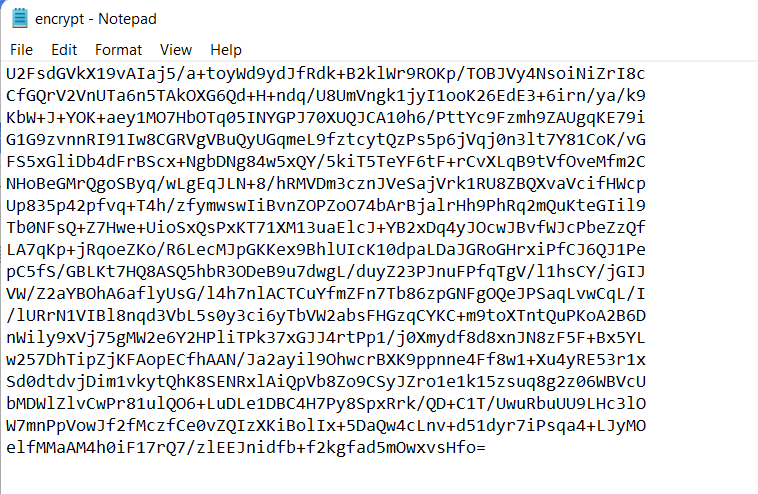 encrypt - Notepad
File Edit Format View Help
U2FsdGVkX19vAIaj5/a+toyWd9ydJfRdk+B2klWr9ROKp/TOBJVy4NsoiNiZrI8c
CfGQrV2VnUTa6n5TAkOXG6Qd+H+ndq/U8UmVngk1jyI1ooK26EdE3+6irn/ya/k9
KbW+J+YOK+aey1MO7HbOTq05INYGPJ70XUQJCA10h6/PttYc9Fzmh9ZAUgqKE79i
G1G9zvnnRI91Iw8CGRVgVBuQyUGqmeL9fztcytQzPs5p6jVqj0n3lt7Y81CoK/vG
FS5xGliDb4dFrBScx+NgbDNg84w5xQY/5kiT5TeYF6tF+rCvXLqB9tVfOveMfm2C
NHoBeGMrQgoSByq/wLgEqJLN+8/hRMVDm3cznJVeSajVrk1RU8ZBQXvaVcifHWcp
Up835p42pfvq+T4h/zfymwswIiBvnZOPZoO74bArBjalrHh9PhRq2mQuKteGIil9
Tb0NFsQ+Z7Hwe+UioSxQsPxKT71XM13uaElcJ+YB2xDq4yJOcwJBvfWJcPbeZzQf
LA7qKp+jRqoeZKo/R6LecMJpGKKex9BhlUIcK10dpaLDaJGRoGHrxiPfCJ6QJ1Pe
pC5fS/GBLKt7HQ8ASQ5hbR3ODeB9u7dwgL/duyZ23PJnuFPfqTgV/l1hsCY/jGIJ
VW/Z2aYBOhA6aflyUsG/l4h7nlACTCuYfmZFn7Tb86zpGNFgOQeJPSaqLvwCqL/I
/lURrN1VIBl8nqd3VbL5s0y3ci6yTbVW2absFHGzqCYKC+m9toXTntQuPKoA2B6D
nWily9xVj75gMW2e6Y2HPliTPk37xGJJ4rtPp1/j0Xmydf8d8xnJN8zF5F+Bx5YL
w257DhTipZjKFAopECfhAAN/Ja2ayil9OhwcrBXK9ppnne4Ff8w1+Xu4yRE53r1x
Sd0dtdvjDim1vkytQhK8SENRxlAiQpVb8Zo9CSyJZro1e1k15zsuq8g2z06WBVcU
bMDWlZlvCwPr81ulQO6+LuDLe1DBC4H7Py8SpxRrk/QD+C1T/UwuRbuUU9LHc3lO
W7mnPpVowJf2fMczfCe0vZQIzXKiBolIx+5DaQw4cLnv+d51dyr7iPsqa4+LJyMO
elfMMaAM4h0iF17rQ7/zlEEJnidfb+f2kgfad5mOwxvsHfo=